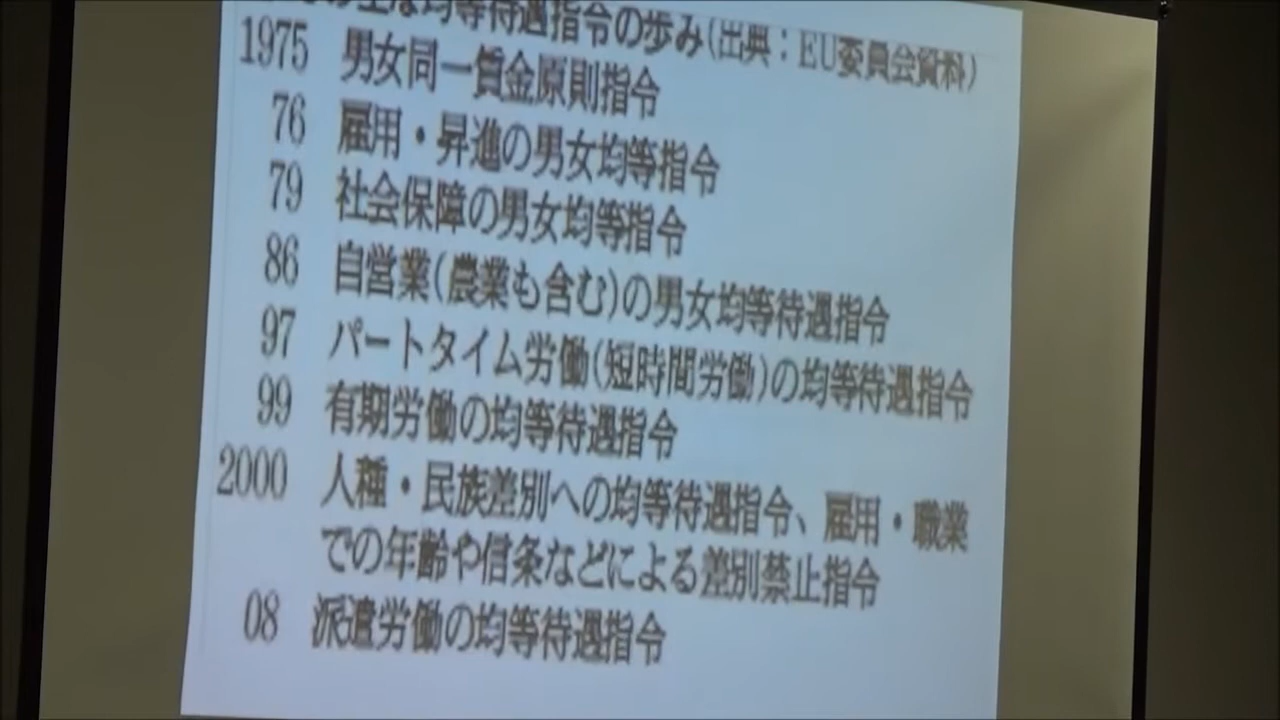 の主な均等待遇指令の歩み(出典：EU委員会資料)
1975 男女同一賃金原則指令
76 雇用・昇進の男女均等指令
79 社会保障の男女均等指令
86 自営業(農業も含む)の男女均等待遇指令
97 パートタイム労働(短時間労働)の均等待遇指令
99 有期労働の均等待遇指令
2000 人種・民族差別への均等待遇指令、雇用・職業
での年齢や信条などによる差別禁止指令
08 派遣労働の均等待遇指令